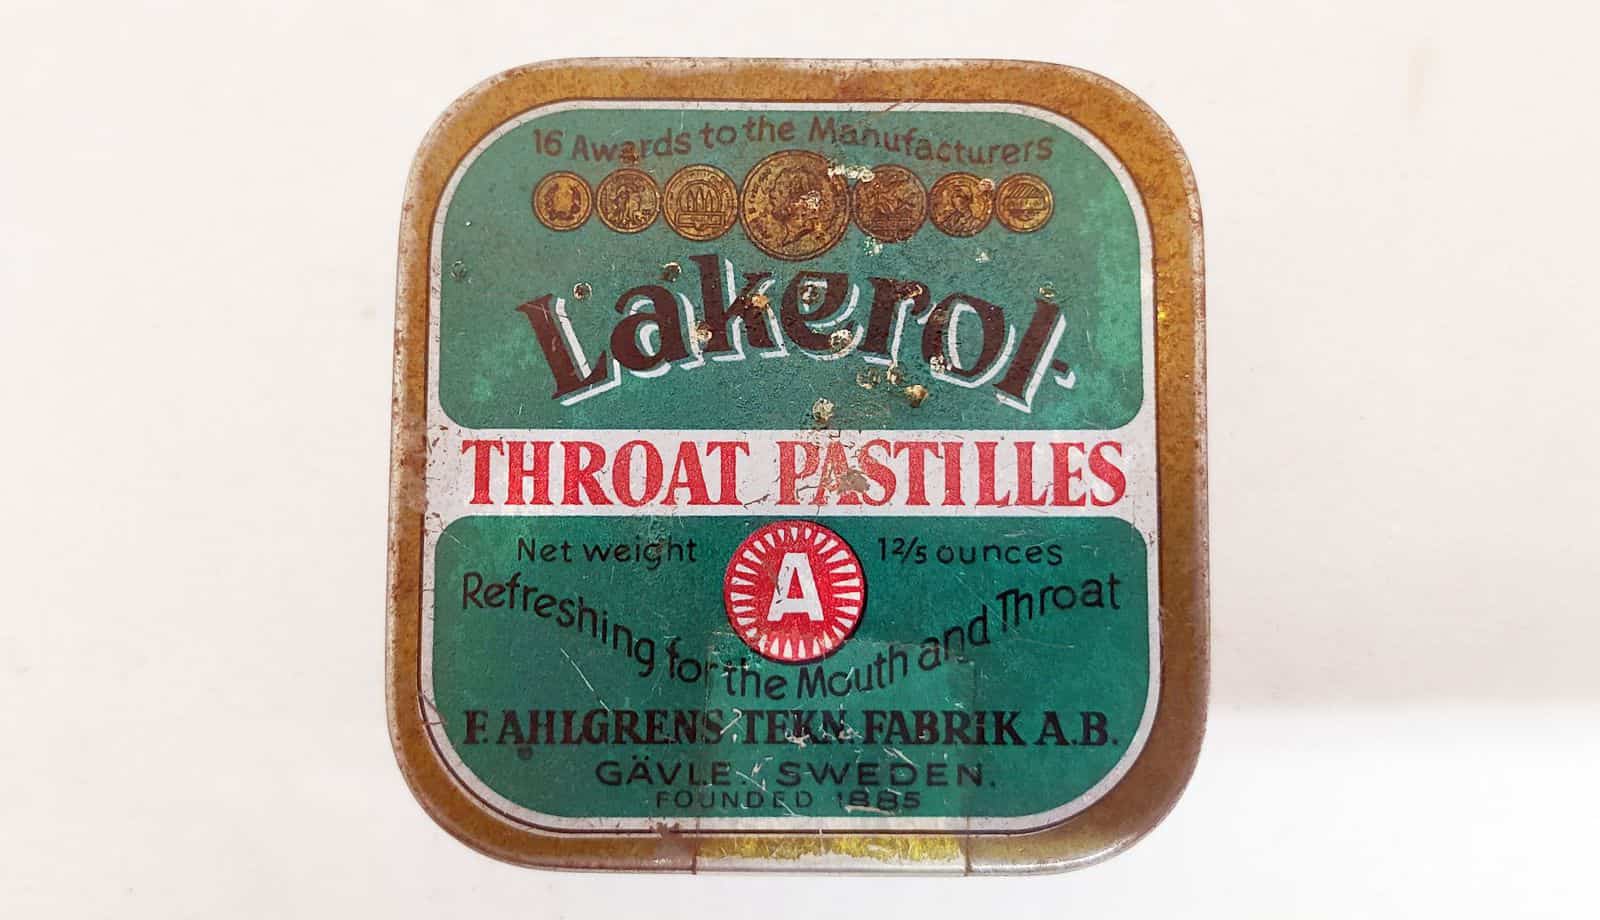 16 Awards to the Manufacturers
Lakerol
THROAT PASTILLES
Net weight 1 2/5 ounces
A
Refreshing for the Mouth and Throat
F. AHLGRENS TEKN. FABRIK A.B.
GÄVLE. SWEDEN.
FOUNDED 1885